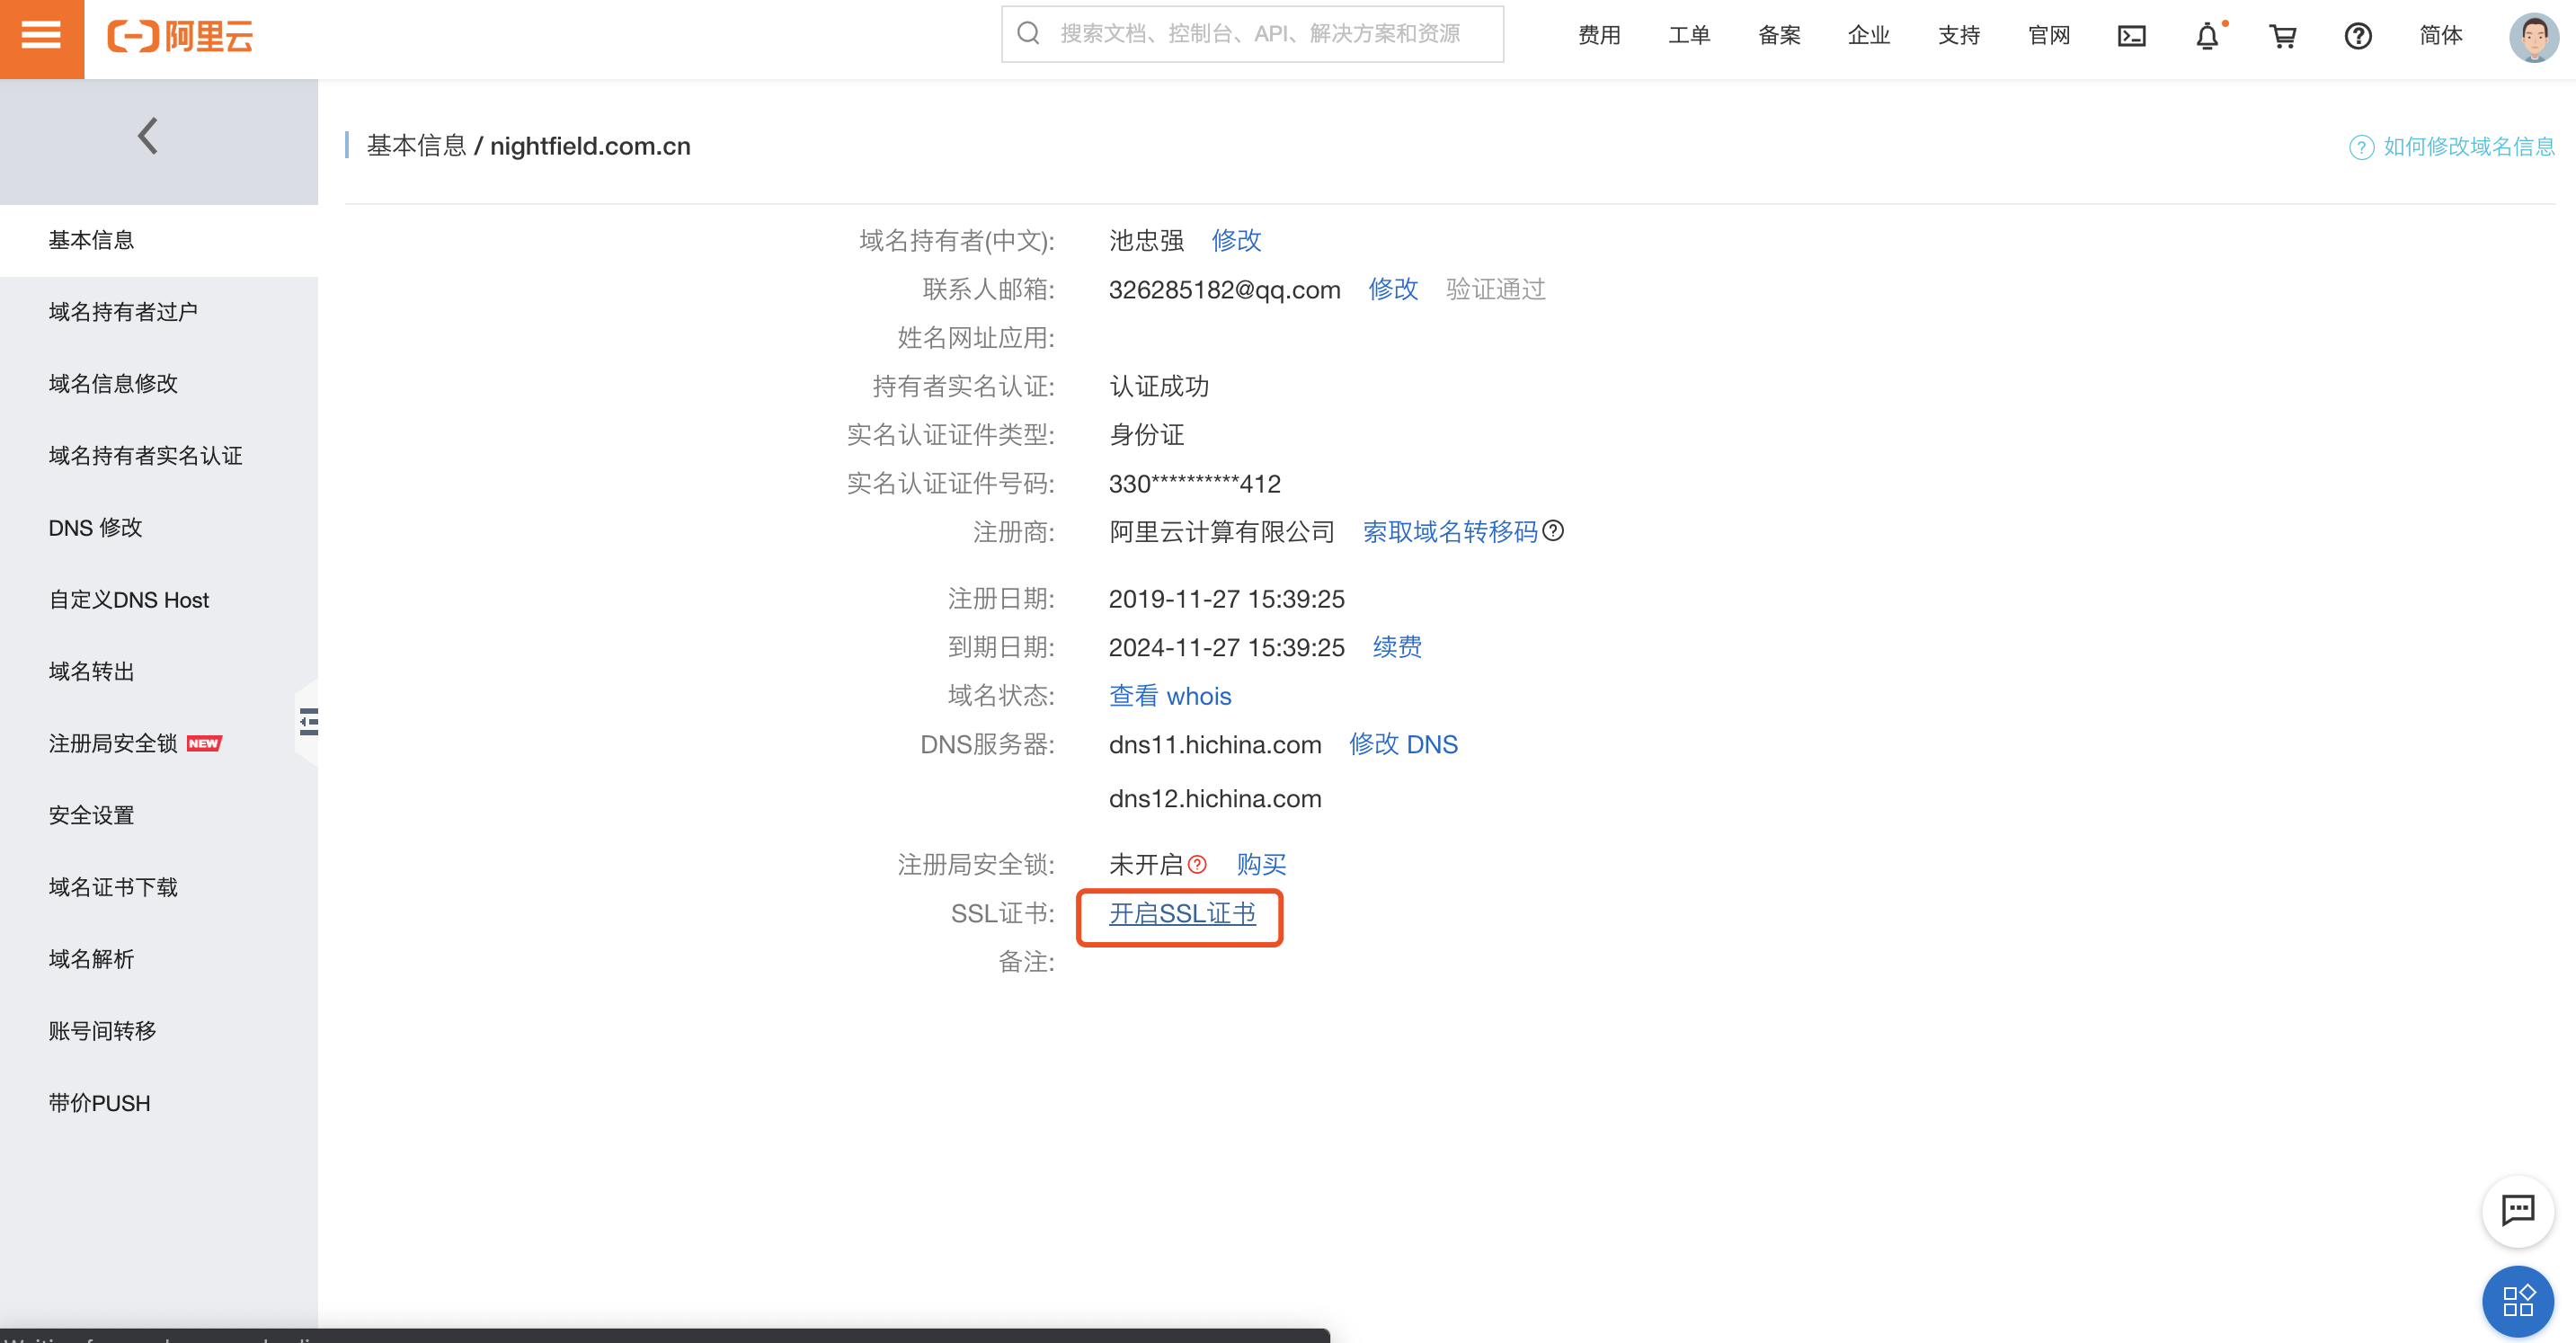 阿里云
搜索文档、控制台、API、解决方案和资源
费用 工单 备案 企业 支持 官网 简体
基本信息 / nightfield.com.cn
如何修改域名信息
基本信息
域名持有者过户
域名信息修改
域名持有者实名认证
DNS 修改
自定义DNS Host
域名转出
注册局安全锁 NEW
安全设置
域名证书下载
域名解析
账号间转移
带价PUSH
域名持有者(中文): 池忠强 修改
联系人邮箱: 326285182@qq.com 修改 验证通过
姓名网址应用:
持有者实名认证: 认证成功
实名认证证件类型: 身份证
实名认证证件号码: 330**********412
注册商: 阿里云计算有限公司 索取域名转移码
注册日期: 2019-11-27 15:39:25
到期日期: 2024-11-27 15:39:25 续费
域名状态: 查看 whois
DNS服务器: dns11.hichina.com 修改 DNS
dns12.hichina.com
注册局安全锁: 未开启 购买
SSL证书: 开启SSL证书
备注: